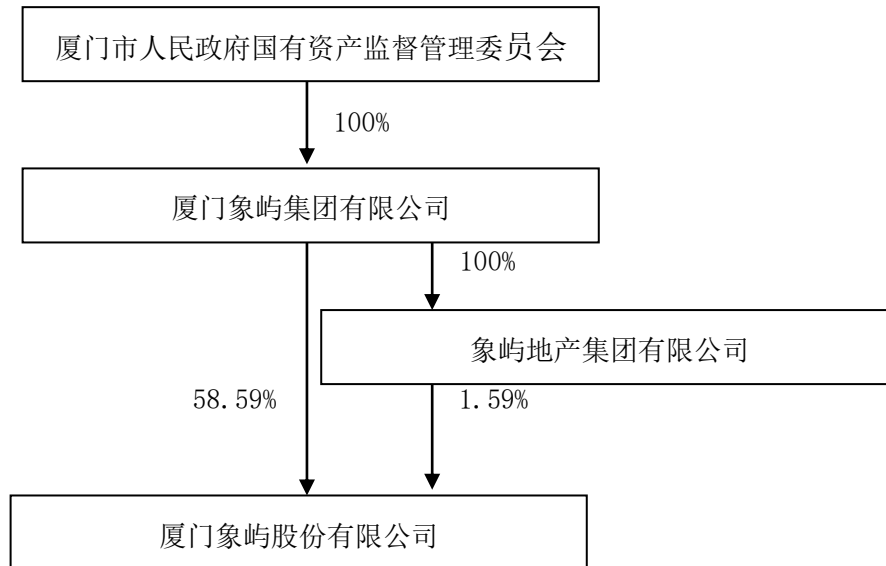 厦门市人民政府国有资产监督管理委员会
100%
厦门象屿集团有限公司
100%
象屿地产集团有限公司
58.59%
1.59%
厦门象屿股份有限公司